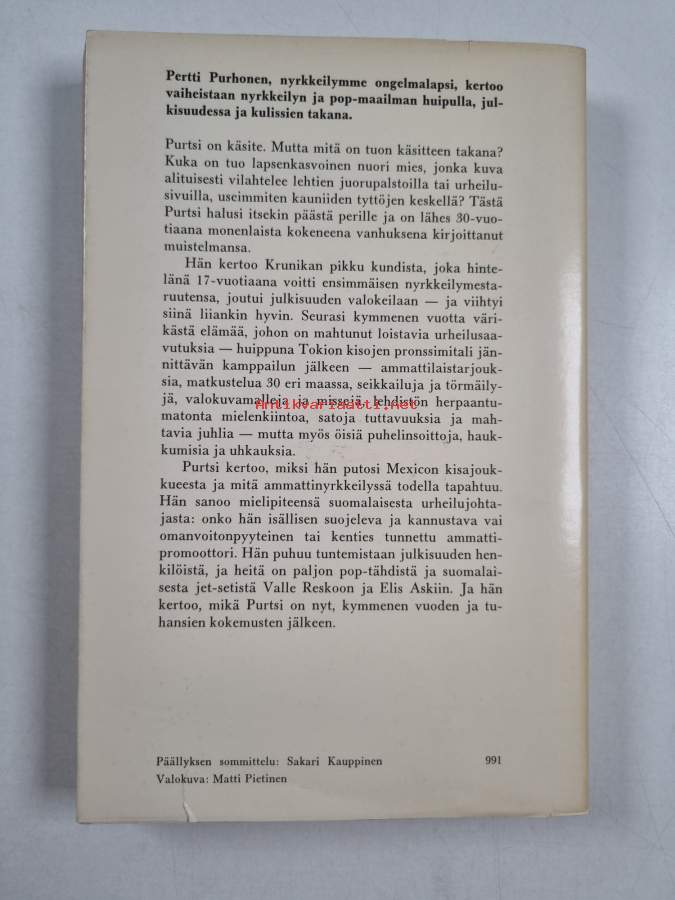 Pertti Purhonen, nyrkkeilymme ongelmalapsi, kertoo
vaiheistaan nyrkkeilyn ja pop-maailman huipulla, jul-
kisuudessa ja kulissien takana.
Purtsi on käsite. Mutta mitä on tuon käsitteen takana?
Kuka on tuo lapsenkasvoinen nuori mies, jonka kuva
alituisesti vilahtelee lehtien juorupalstoilla tai urheilu-
sivuilla, useimmiten kauniiden tyttöjen keskellä? Tästä
Purtsi halusi itsekin päästä perille ja on lähes 30-vuo-
tiaana monenlaista kokeneena vanhuksena kirjoittanut
muistelmansa.
Hän kertoo Krunikan pikku kundista, joka hinte-
länä 17-vuotiaana voitti ensimmäisen nyrkkeilymesta-
ruutensa, joutui julkisuuden valokeilaan — ja viihtyi
siinä liiankin hyvin. Seurasi kymmenen vuotta väri-
kästä elämää, johon on mahtunut loistavia urheilusaa-
vutuksia — huippuna Tokion kisojen pronssimitali jän-
nittävän kamppailun jälkeen — ammattilaistarjouk-
sia, matkustelua 30 eri maassa, seikkailuja ja törmäily-
jä, valokuvamalleja ja missejä, lehdistön herpaantu-
Antikvariaatti.net
matonta mielenkiintoa, satoja tuttavuuksia ja mah-
tavia juhlia — mutta myös öisiä puhelinsoittoja, hauk-
kumisia ja uhkauksia.
Purtsi kertoo, miksi hän putosi Mexicon kisajouk-
kueesta ja mitä ammattinyrkkeilyssä todella tapahtuu.
Hän sanoo mielipiteensä suomalaisesta urheilujohta-
jasta: onko hän isällisen suojeleva ja kannustava vai
omanvoitonpyyteinen tai kenties tunnettu ammatti-
promoottori. Hän puhuu tuntemistaan julkisuuden hen-
kilöistä, ja heitä on paljon pop-tähdistä ja suomalai-
sesta jet-setistä Valle Reskoon ja Elis Askiin. Ja hän
kertoo, mikä Purtsi on nyt, kymmenen vuoden ja tu-
hansien kokemusten jälkeen.
Päällyksen sommittelu: Sakari Kauppinen 991
Valokuva: Matti Pietinen